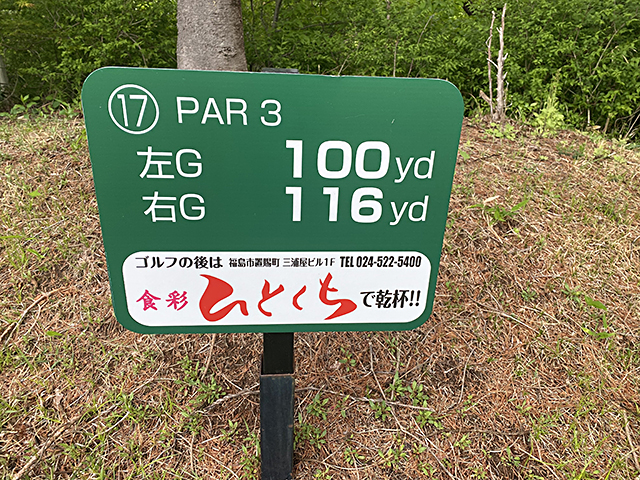 ⑰ PAR 3
左G 100yd
右G 116yd
ゴルフの後は 福島市置賜町 三浦屋ビル1F TEL 024-522-5400
食彩 ひとくち で乾杯!!